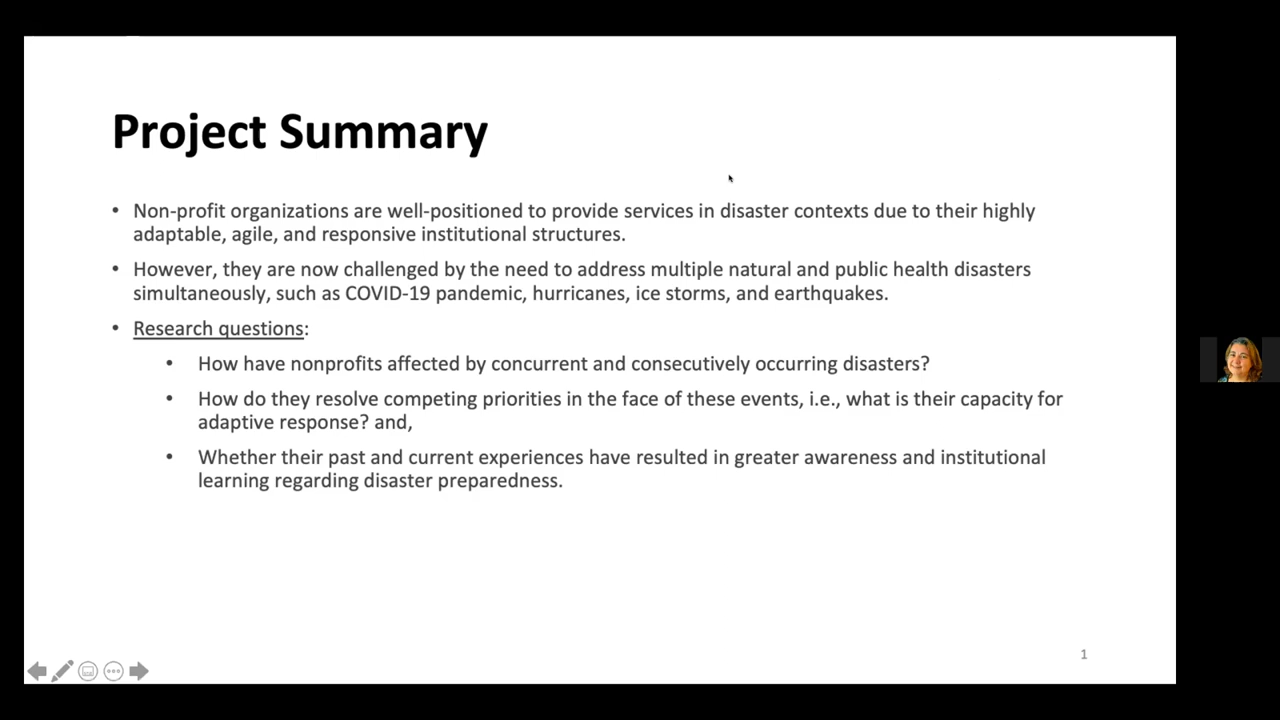 Project Summary
• Non-profit organizations are well-positioned to provide services in disaster contexts due to their highly
adaptable, agile, and responsive institutional structures.
• However, they are now challenged by the need to address multiple natural and public health disasters
simultaneously, such as COVID-19 pandemic, hurricanes, ice storms, and earthquakes.
• Research questions:
• How have nonprofits affected by concurrent and consecutively occurring disasters?
• How do they resolve competing priorities in the face of these events, i.e., what is their capacity for
adaptive response? and,
• Whether their past and current experiences have resulted in greater awareness and institutional
learning regarding disaster preparedness.
1